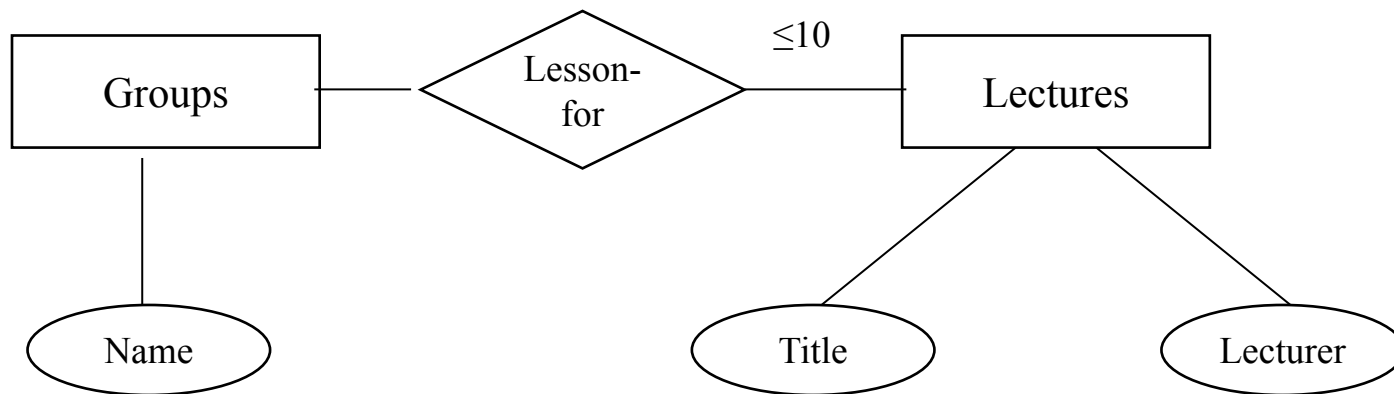 Groups
Lesson-
for
≤10
Lectures
Name
Title
Lecturer